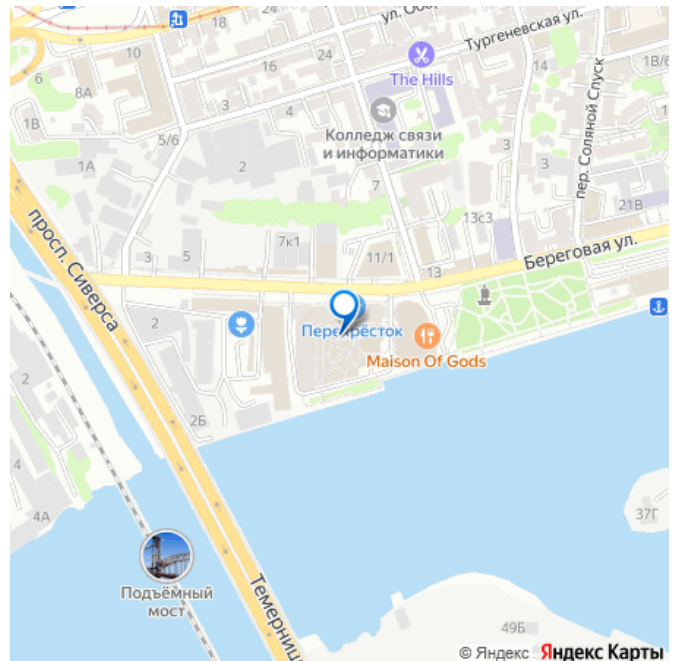 ул. Обо
18
24
Тургеневская ул.
16
24
24
10
The Hills
14
1В/6
6
8А
3
4
1В
5/6
Колледж связи
и информатики
пер. Соляной Спуск
1А
2
3
7
просп. Сиверса
13с3
21В
7к1
3
5
11/1
13
Береговая ул.
2
Перекрёсток
Maison Of Gods
2
2Б
4
4А
37Г
Подъёмный
мост
Темерниц
49Б
© Яндекс Яндекс Карты